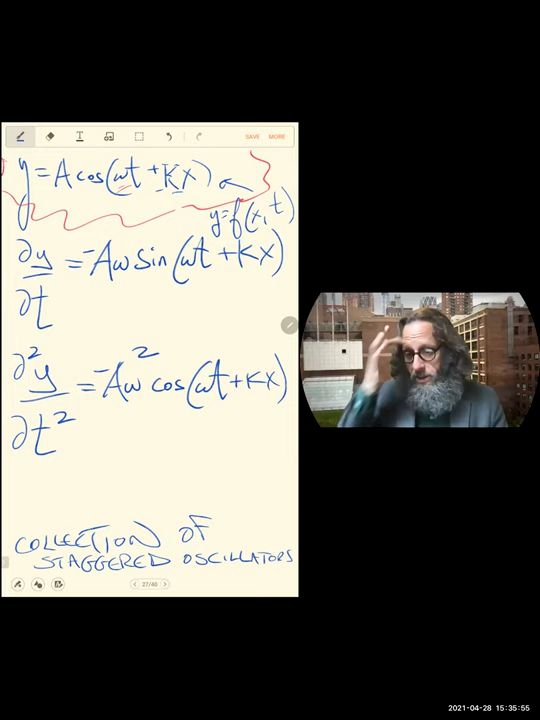 SAVE MORE
y = A cos(ωt + Kx)
y = f(x, t)
∂y/∂t = -Aω sin(ωt + Kx)
∂²y/∂t² = -Aω² cos(ωt + Kx)
COLLECTION OF
STAGGERED OSCILLATORS
27/40
2021-04-28 15:35:55